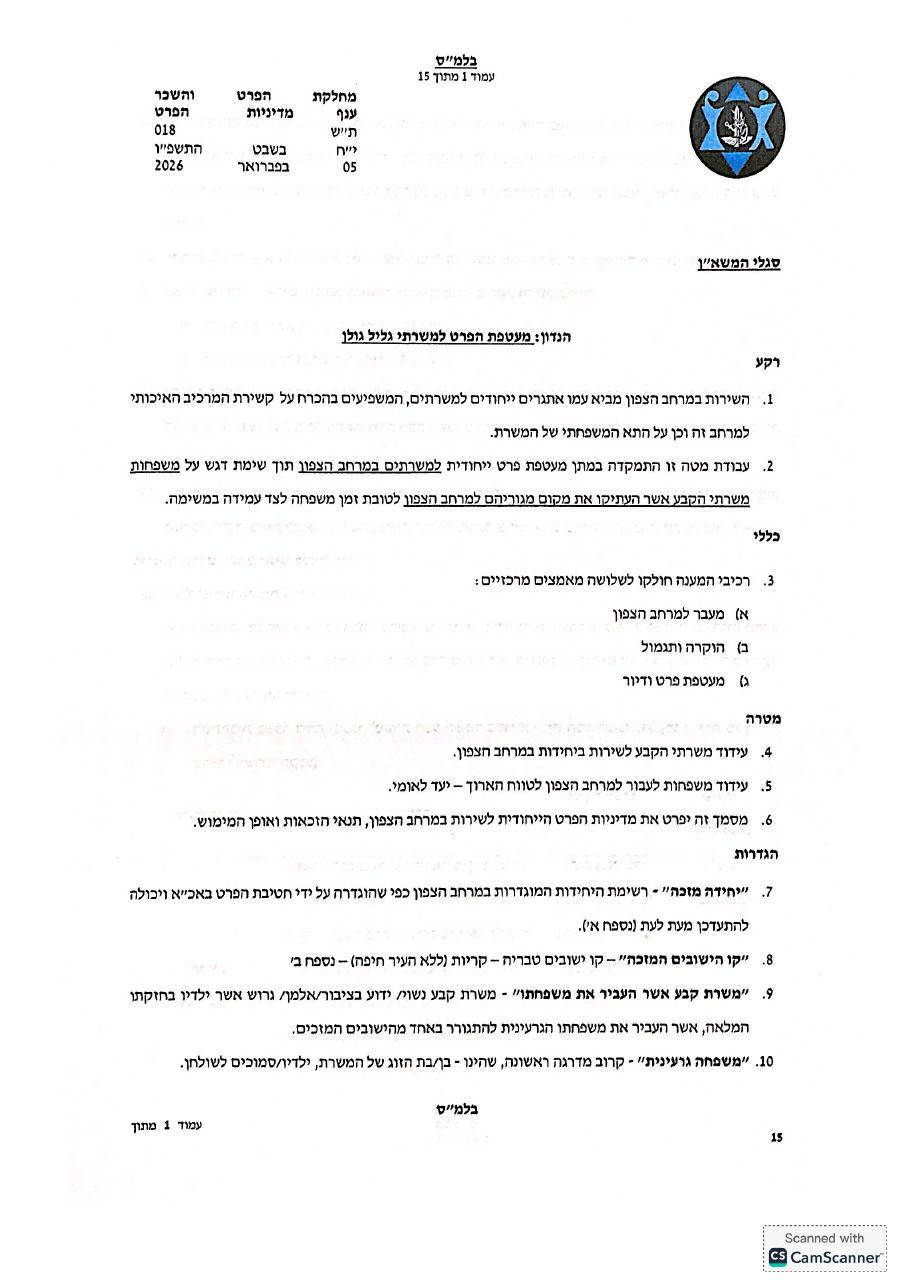 בלמ"ס
עמוד 1 מתוך 15
מחלקת הפרט והשכר
ענף מדיניות הפרט
ת"ש 018
י"ח בשבט התשפ"ו
05 בפברואר 2026
סגלי המשא"ן
הנדון: מעטפת הפרט למשרתי גליל גולן
רקע
1. השירות במרחב הצפון מביא עמו אתגרים ייחודים למשרתים, המשפיעים בהכרח על קשירת המרכיב האיכותי
למרחב זה וכן על התא המשפחתי של המשרת.
2. עבודת מטה זו התמקדה במתן מעטפת פרט ייחודית למשרתים במרחב הצפון תוך שימת דגש על משפחות
משרתי הקבע אשר העתיקו את מקום מגוריהם למרחב הצפון לטובת זמן משפחה לצד עמידה במשימה.
כללי
3. רכיבי המענה חולקו לשלושה מאמצים מרכזיים:
א) מעבר למרחב הצפון
ב) הוקרה ותגמול
ג) מעטפת פרט ודיור
מטרה
4. עידוד משרתי הקבע לשירות ביחידות במרחב הצפון.
5. עידוד משפחות לעבור למרחב הצפון לטווח הארוך – יעד לאומי.
6. מסמך זה יפרט את מדיניות הפרט הייחודית לשירות במרחב הצפון, תנאי הזכאות ואופן המימוש.
הגדרות
7. "יחידה מזכה" - רשימת היחידות המוגדרות במרחב הצפון כפי שהוגדרה על ידי חטיבת הפרט באכ"א ויכולה
להתעדכן מעת לעת (נספח א').
8. "קו הישובים המזכה" – קו ישובים טבריה – קריות (ללא העיר חיפה) – נספח ב'
9. "משרת קבע אשר העביר את משפחתו" - משרת קבע נשוי/ ידוע בציבור/אלמן/ גרוש אשר ילדיו בחזקתו
המלאה, אשר העביר את משפחתו הגרעינית להתגורר באחד מהישובים המזכים.
10. "משפחה גרעינית" - קרוב מדרגה ראשונה, שהינו - בן/בת הזוג של המשרת, ילדיו/סמוכים לשולחן.
בלמ"ס
עמוד 1 מתוך
15
Scanned with
CS CamScanner